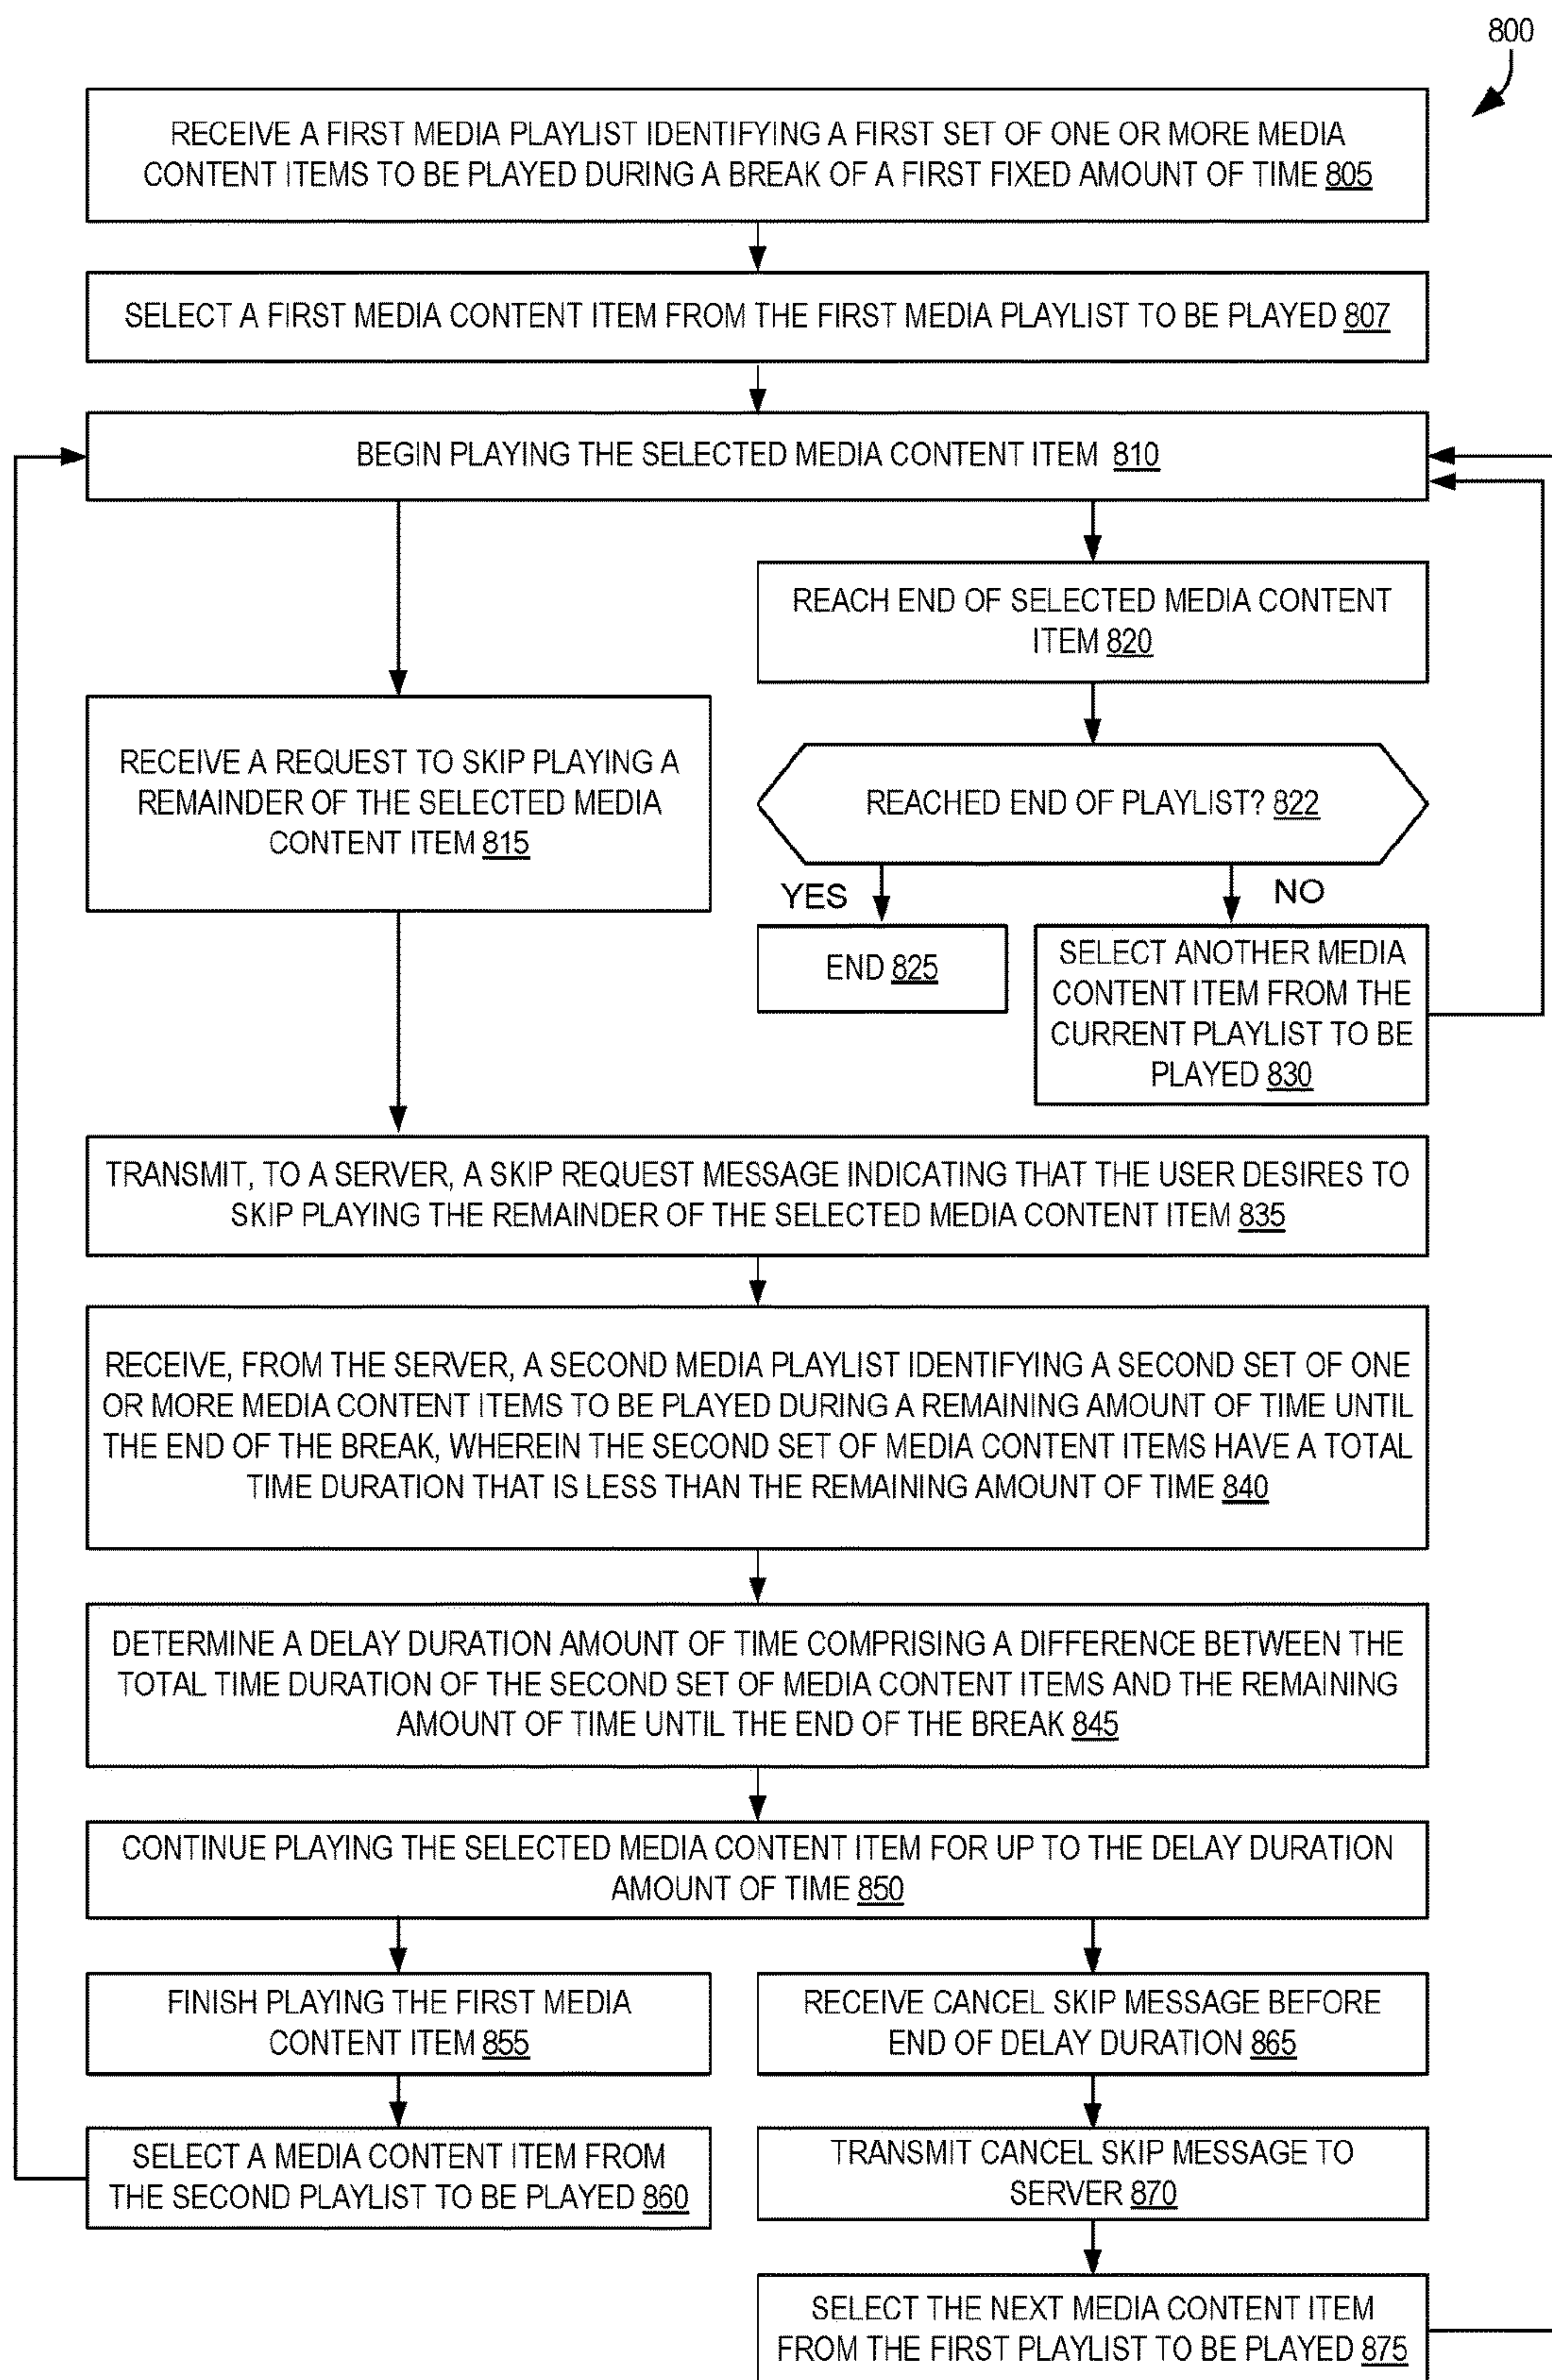 800
RECEIVE A FIRST MEDIA PLAYLIST IDENTIFYING A FIRST SET OF ONE OR MORE MEDIA
CONTENT ITEMS TO BE PLAYED DURING A BREAK OF A FIRST FIXED AMOUNT OF TIME 805
SELECT A FIRST MEDIA CONTENT ITEM FROM THE FIRST MEDIA PLAYLIST TO BE PLAYED 807
BEGIN PLAYING THE SELECTED MEDIA CONTENT ITEM 810
REACH END OF SELECTED MEDIA CONTENT
ITEM 820
RECEIVE A REQUEST TO SKIP PLAYING A
REMAINDER OF THE SELECTED MEDIA
CONTENT ITEM 815
REACHED END OF PLAYLIST? 822
YES
NO
END 825
SELECT ANOTHER MEDIA
CONTENT ITEM FROM THE
CURRENT PLAYLIST TO BE
PLAYED 830
TRANSMIT, TO A SERVER, A SKIP REQUEST MESSAGE INDICATING THAT THE USER DESIRES TO
SKIP PLAYING THE REMAINDER OF THE SELECTED MEDIA CONTENT ITEM 835
RECEIVE, FROM THE SERVER, A SECOND MEDIA PLAYLIST IDENTIFYING A SECOND SET OF ONE
OR MORE MEDIA CONTENT ITEMS TO BE PLAYED DURING A REMAINING AMOUNT OF TIME UNTIL
THE END OF THE BREAK, WHEREIN THE SECOND SET OF MEDIA CONTENT ITEMS HAVE A TOTAL
TIME DURATION THAT IS LESS THAN THE REMAINING AMOUNT OF TIME 840
DETERMINE A DELAY DURATION AMOUNT OF TIME COMPRISING A DIFFERENCE BETWEEN THE
TOTAL TIME DURATION OF THE SECOND SET OF MEDIA CONTENT ITEMS AND THE REMAINING
AMOUNT OF TIME UNTIL THE END OF THE BREAK 845
CONTINUE PLAYING THE SELECTED MEDIA CONTENT ITEM FOR UP TO THE DELAY DURATION
AMOUNT OF TIME 850
FINISH PLAYING THE FIRST MEDIA
CONTENT ITEM 855
RECEIVE CANCEL SKIP MESSAGE BEFORE
END OF DELAY DURATION 865
SELECT A MEDIA CONTENT ITEM FROM
THE SECOND PLAYLIST TO BE PLAYED 860
TRANSMIT CANCEL SKIP MESSAGE TO
SERVER 870
SELECT THE NEXT MEDIA CONTENT ITEM
FROM THE FIRST PLAYLIST TO BE PLAYED 875